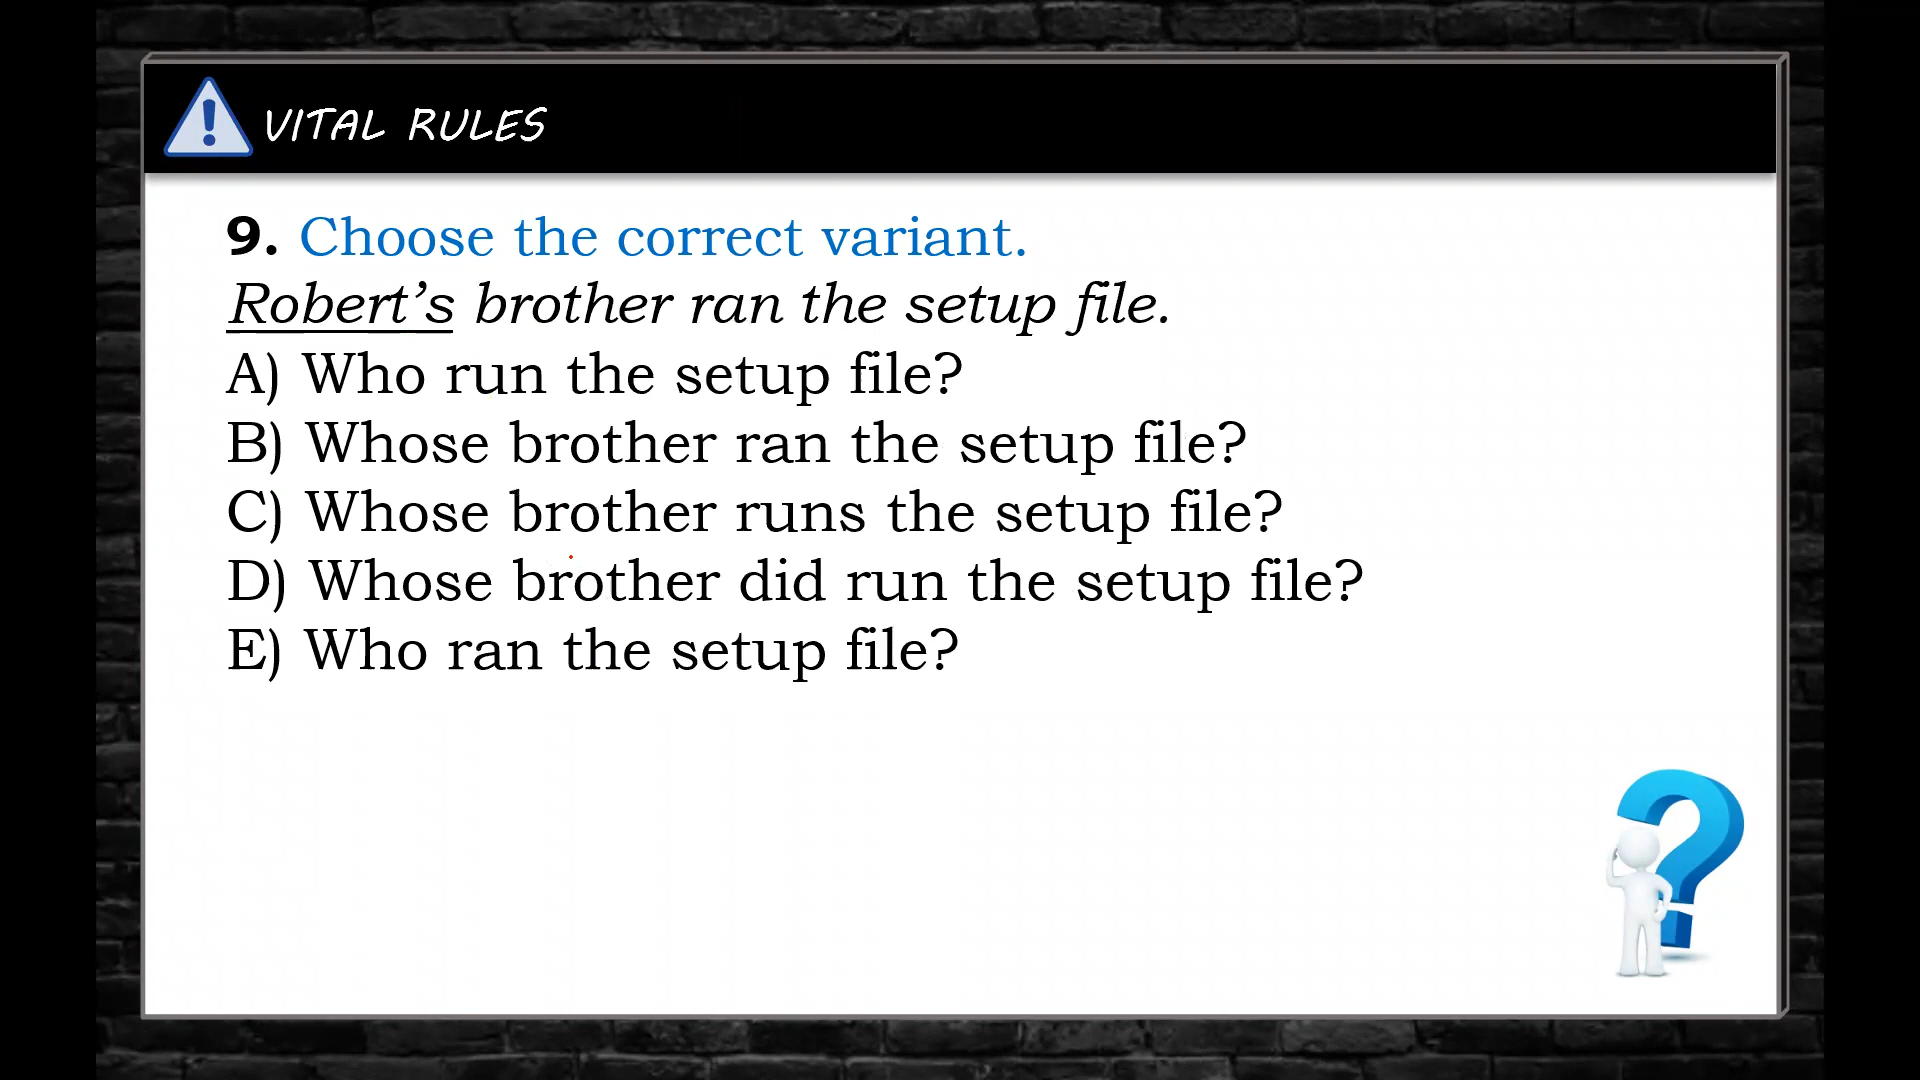 VITAL RULES
9. Choose the correct variant.
Robert’s brother ran the setup file.
A) Who run the setup file?
B) Whose brother ran the setup file?
C) Whose brother runs the setup file?
D) Whose brother did run the setup file?
E) Who ran the setup file?